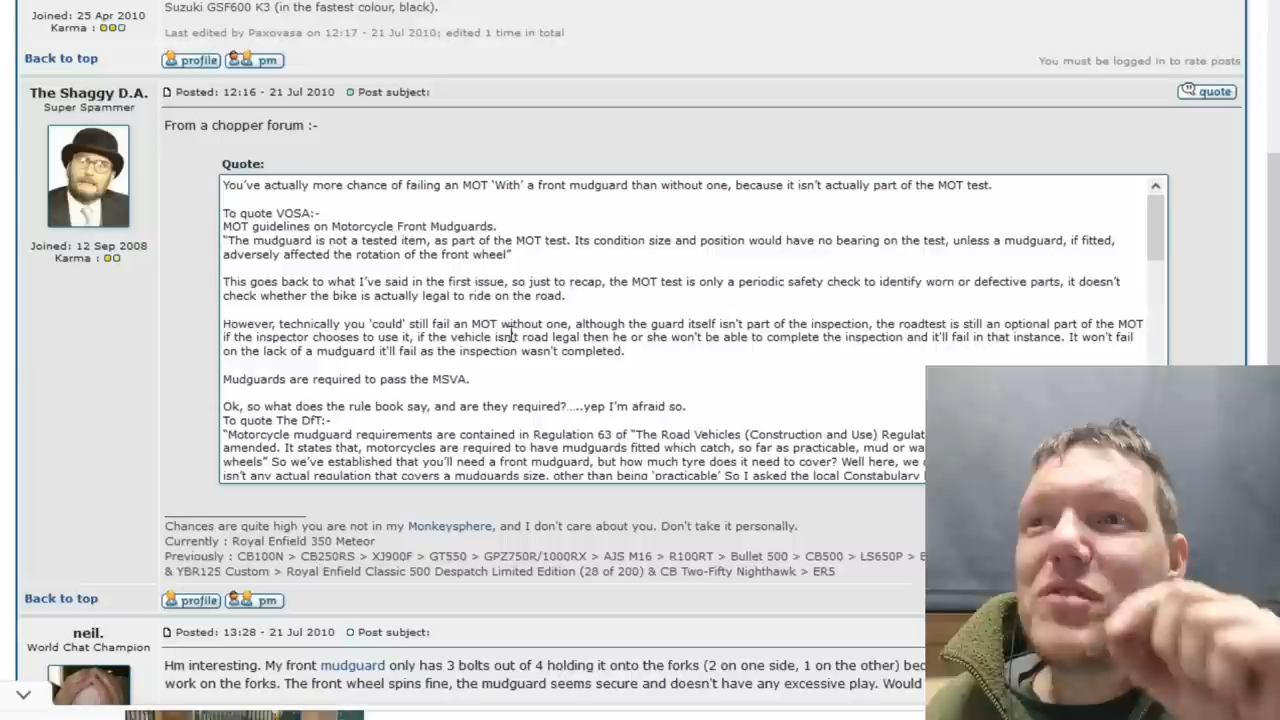 Suzuki GSF600 K3 (in the fastest colour, black).
Joined: 25 Apr 2010
Karma :
Last edited by Paxovasa on 12:17 - 21 Jul 2010; edited 1 time in total
Back to top
profile
pm
You must be logged in to rate posts
The Shaggy D.A.
Super Spammer
Posted: 12:16 - 21 Jul 2010
Post subject:
quote
From a chopper forum :-
Quote:
You've actually more chance of failing an MOT 'With' a front mudguard than without one, because it isn't actually part of the MOT test.
To quote VOSA:-
MOT guidelines on Motorcycle Front Mudguards.
"The mudguard is not a tested item, as part of the MOT test. Its condition size and position would have no bearing on the test, unless a mudguard, if fitted,
adversely affected the rotation of the front wheel"
This goes back to what I've said in the first issue, so just to recap, the MOT test is only a periodic safety check to identify worn or defective parts, it doesn't
check whether the bike is actually legal to ride on the road.
However, technically you 'could' still fail an MOT without one, although the guard itself isn't part of the inspection, the roadtest is still an optional part of the MOT
if the inspector chooses to use it, if the vehicle isn't road legal then he or she won't be able to complete the inspection and it'll fail in that instance. It won't fail
on the lack of a mudguard it'll fail as the inspection wasn't completed.
Mudguards are required to pass the MSVA.
Ok, so what does the rule book say, and are they required?.....yep I'm afraid so.
To quote The DfT:-
"Motorcycle mudguard requirements are contained in Regulation 63 of "The Road Vehicles (Construction and Use) Regulat
amended. It states that, motorcycles are required to have mudguards fitted which catch, so far as practicable, mud or wa
wheels" So we've established that you'll need a front mudguard, but how much tyre does it need to cover? Well here, we
isn't any actual regulation that covers a mudguards size, other than being 'practicable' So I asked the local Constabulary
Joined: 12 Sep 2008
Karma :
Chances are quite high you are not in my Monkeysphere, and I don't care about you. Don't take it personally.
Currently : Royal Enfield 350 Meteor
Previously : CB100N > CB250RS > XJ900F > GT550 > GPZ750R/1000RX > AJS M16 > R100RT > Bullet 500 > CB500 > LS650P >
& YBR125 Custom > Royal Enfield Classic 500 Despatch Limited Edition (28 of 200) & CB Two-Fifty Nighthawk > ER5
Back to top
profile
pm
neil.
World Chat Champion
Posted: 13:28 - 21 Jul 2010
Post subject:
Hm interesting. My front mudguard only has 3 bolts out of 4 holding it onto the forks (2 on one side, 1 on the other) bec
work on the forks. The front wheel spins fine, the mudguard seems secure and doesn't have any excessive play. Would